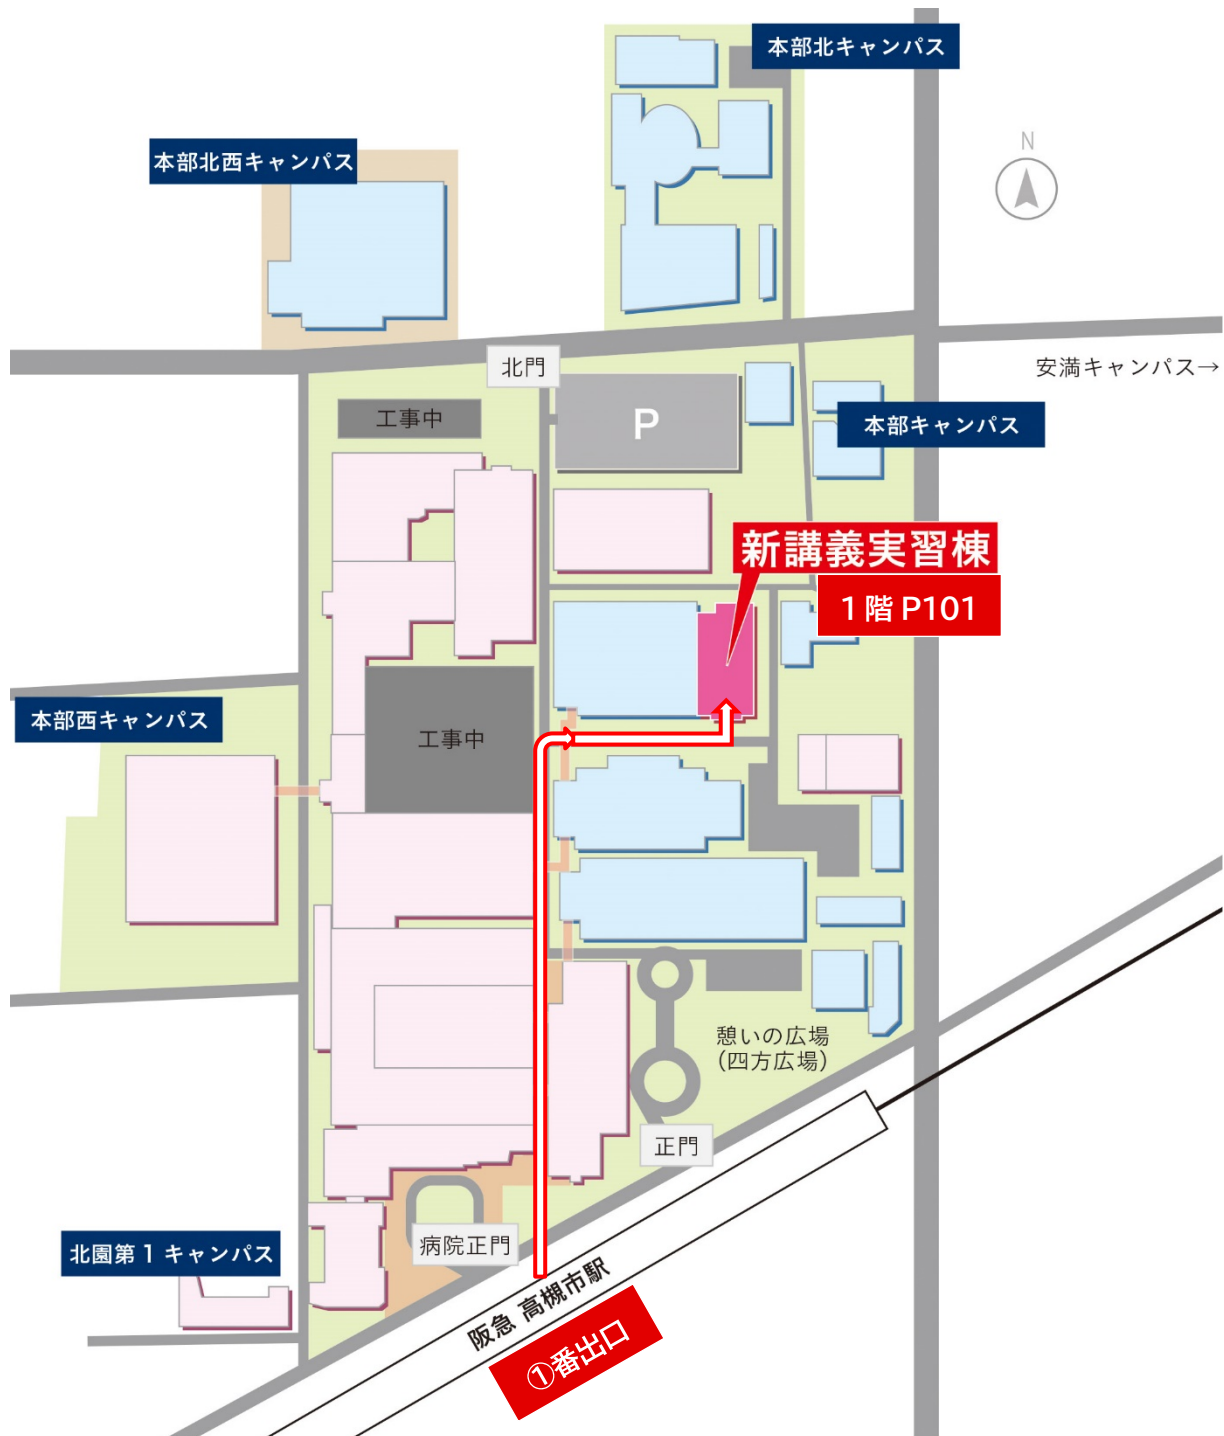 本部北キャンパス
N
本部北西キャンパス
北門
安満キャンパス→
工事中
P
本部キャンパス
新講義実習棟
1階 P101
本部西キャンパス
工事中
憩いの広場
(四方広場)
正門
病院正門
北園第1キャンパス
阪急 高槻市駅
①番出口